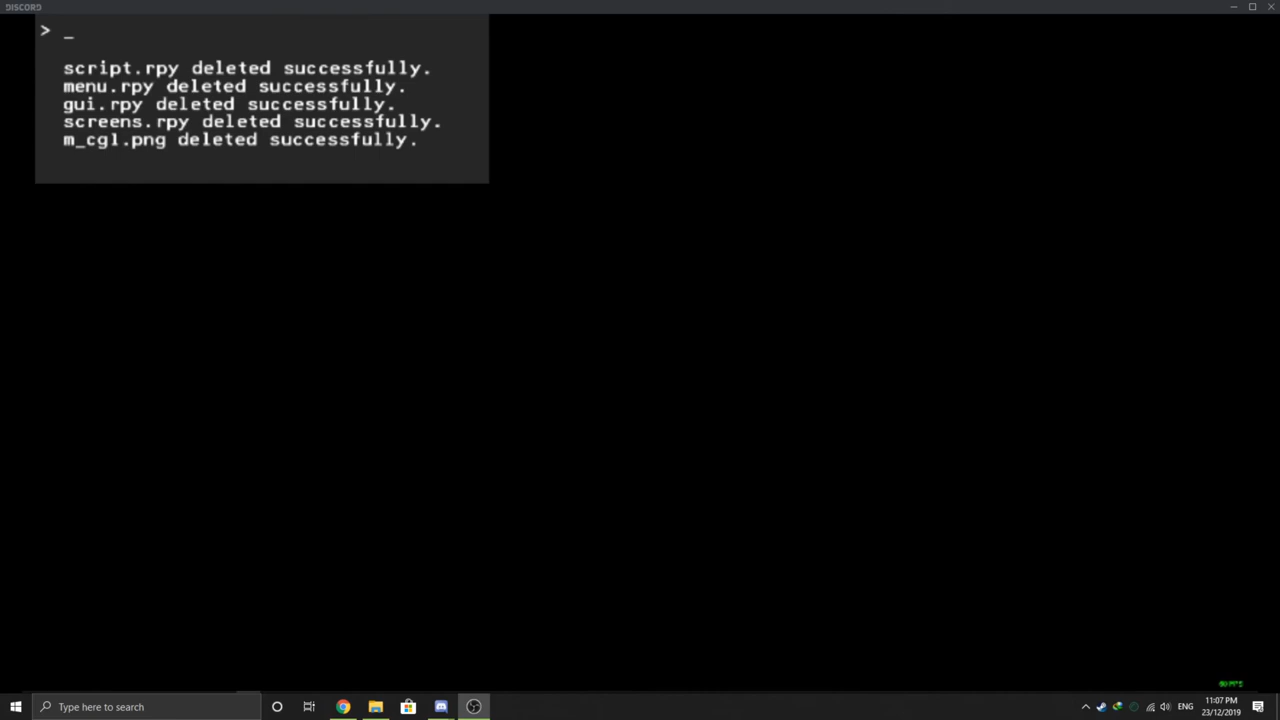 DISCORD
> _
script.rpy deleted successfully.
menu.rpy deleted successfully.
gui.rpy deleted successfully.
screens.rpy deleted successfully.
m_cg1.png deleted successfully.
Type here to search
ENG
11:07 PM
23/12/2019